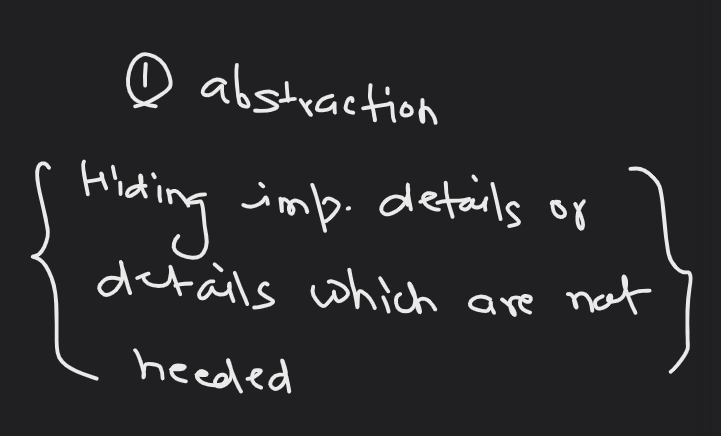 ① abstraction
{ Hiding imp. details or }
details which are not
needed